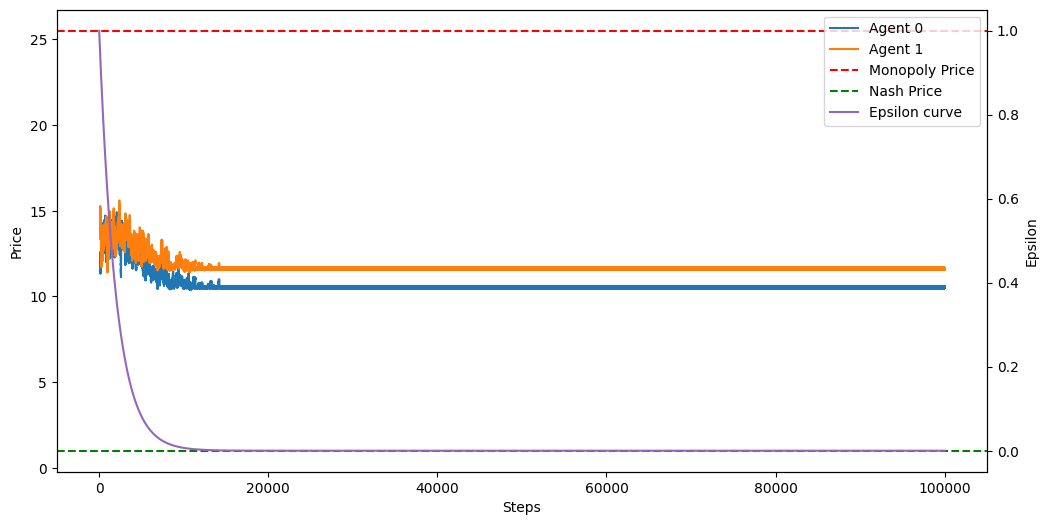 25
20
15
10
5
0
Price
1.0
0.8
0.6
0.4
0.2
0.0
Epsilon
Agent 0
Agent 1
Monopoly Price
Nash Price
Epsilon curve
0 20000 40000 60000 80000 100000
Steps